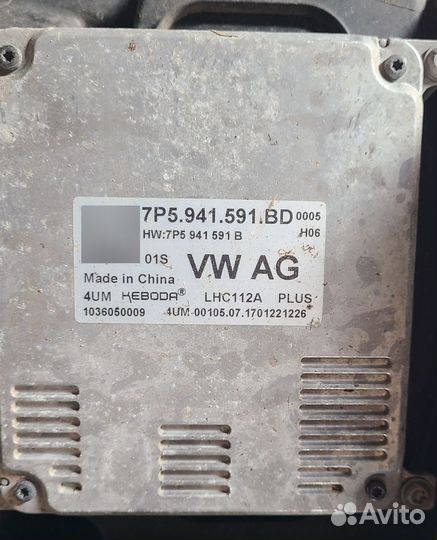 7P5.941.591.BD 0005
HW:7P5 941 591 B H06
01S VW AG
Made in China
4UM KEBODA® LHC112A PLUS
1036050009 4UM-00105.07.1701221226
Avito